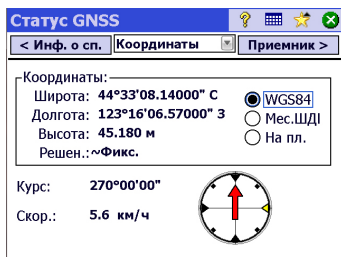 Статус GNSS
< Инф. о сп. Координаты Приемник >
Координаты:
Широта: 44°33'08.14000" С
Долгота: 123°16'06.57000" З
Высота: 45.180 м
Решен.: ~Фикс.
WGS84
Мес.ШДІ
На пл.
Курс: 270°00'00"
Скор.: 5.6 км/ч